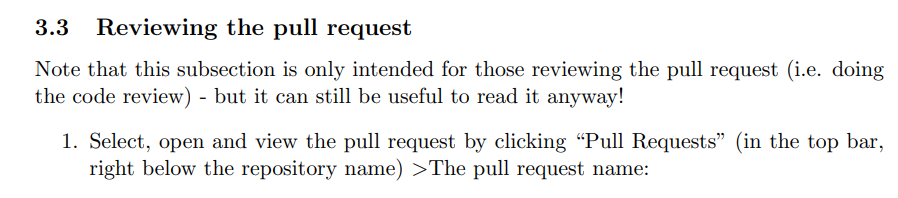 3.3 Reviewing the pull request
Note that this subsection is only intended for those reviewing the pull request (i.e. doing
the code review) - but it can still be useful to read it anyway!
1. Select, open and view the pull request by clicking “Pull Requests” (in the top bar,
right below the repository name) >The pull request name: